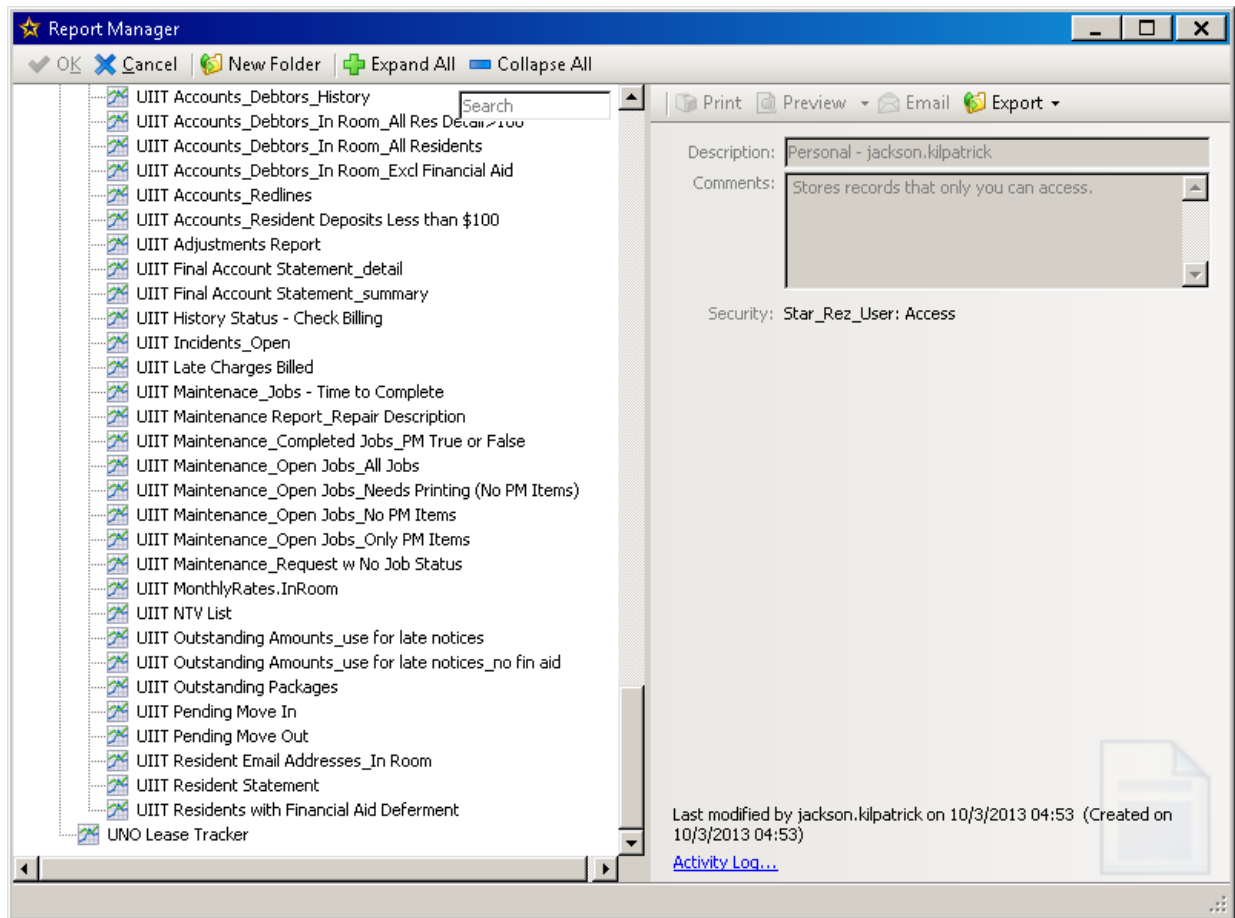 Report Manager
OK Cancel New Folder Expand All Collapse All
UIIT Accounts_Debtors_History
Search
UIIT Accounts_Debtors_In Room_All Res Detail>100
UIIT Accounts_Debtors_In Room_All Residents
UIIT Accounts_Debtors_In Room_Excl Financial Aid
UIIT Accounts_Redlines
UIIT Accounts_Resident Deposits Less than $100
UIIT Adjustments Report
UIIT Final Account Statement_detail
UIIT Final Account Statement_summary
UIIT History Status - Check Billing
UIIT Incidents_Open
UIIT Late Charges Billed
UIIT Maintenace_Jobs - Time to Complete
UIIT Maintenance Report_Repair Description
UIIT Maintenance_Completed Jobs_PM True or False
UIIT Maintenance_Open Jobs_All Jobs
UIIT Maintenance_Open Jobs_Needs Printing (No PM Items)
UIIT Maintenance_Open Jobs_No PM Items
UIIT Maintenance_Open Jobs_Only PM Items
UIIT Maintenance_Request w No Job Status
UIIT MonthlyRates.InRoom
UIIT NTV List
UIIT Outstanding Amounts_use for late notices
UIIT Outstanding Amounts_use for late notices_no fin aid
UIIT Outstanding Packages
UIIT Pending Move In
UIIT Pending Move Out
UIIT Resident Email Addresses_In Room
UIIT Resident Statement
UIIT Residents with Financial Aid Deferment
UNO Lease Tracker
Print Preview Email Export
Description: Personal - jackson.kilpatrick
Comments: Stores records that only you can access.
Security: Star_Rez_User: Access
Last modified by jackson.kilpatrick on 10/3/2013 04:53 (Created on
10/3/2013 04:53)
Activity Log...